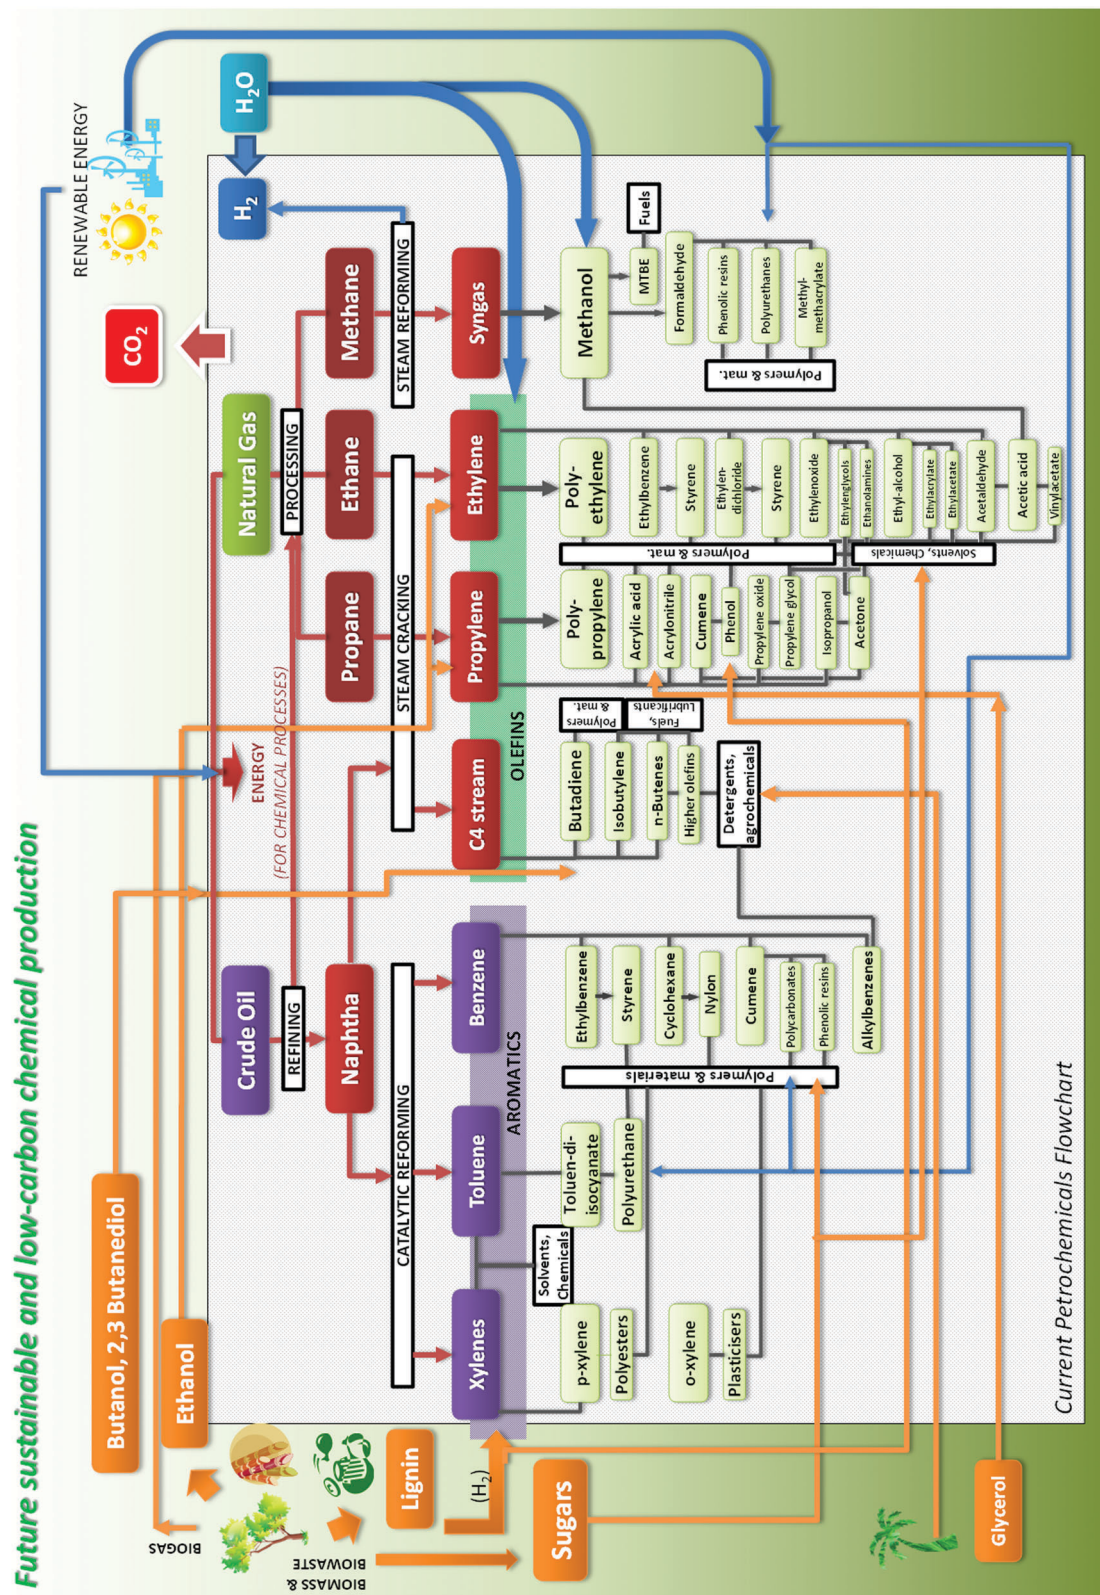 Future sustainable and low-carbon chemical production
RENEWABLE ENERGY
CO2
H2O
H2
Butanol, 2,3 Butanediol
Ethanol
BIOGAS
BIOMASS &
BIOWASTE
Lignin
(H2)
Sugars
Glycerol
ENERGY
(FOR CHEMICAL PROCESSES)
Crude Oil
Natural Gas
REFINING
PROCESSING
Naphtha
Propane
Ethane
Methane
CATALYTIC REFORMING
STEAM CRACKING
STEAM REFORMING
Xylenes
Toluene
Benzene
C4 stream
Propylene
Ethylene
Syngas
AROMATICS
OLEFINS
Solvents,
Chemicals
p-xylene
Polyesters
o-xylene
Plasticisers
Toluen-di-
isocyanate
Polyurethane
Polymers & materials
Ethylbenzene
Styrene
Cyclohexane
Nylon
Cumene
Polycarbonates
Phenolic resins
Alkylbenzenes
Butadiene
Isobutylene
n-Butenes
Higher olefins
Detergents,
agrochemicals
Polymers
& mat.
Fuels,
Lubrificants
Poly-
propylene
Acrylic acid
Acrylonitrile
Cumene
Phenol
Propylene oxide
Propylene glycol
Isopropanol
Acetone
Polymers & mat.
Solvents, Chemicals
Poly-
ethylene
Ethylbenzene
Styrene
Ethylen-
dichloride
Styrene
Ethylenoxide
Ethylenglycols
Ethanolamines
Ethyl-alcohol
Ethylacrylate
Ethylacetate
Acetaldehyde
Acetic acid
Vinylacetate
Methanol
MTBE
Fuels
Formaldehyde
Phenolic resins
Polyurethanes
Methyl-
methacrylate
Polymers & mat.
Current Petrochemicals Flowchart